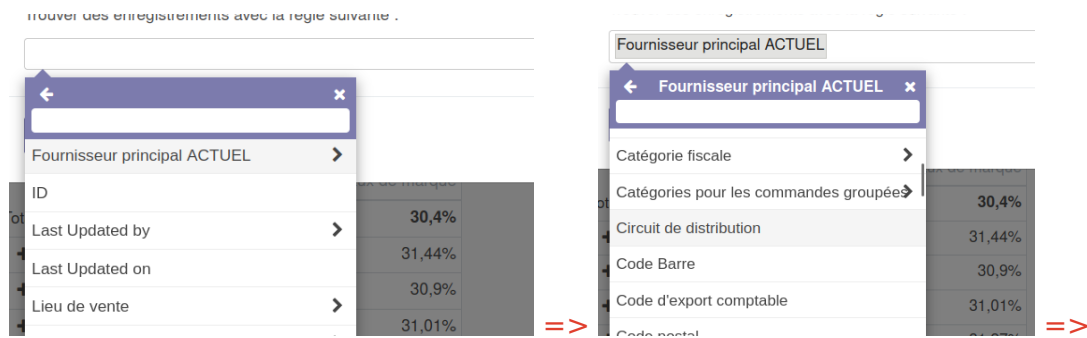 Trouver des enregistrements avec la règle suivante :
Fournisseur principal ACTUEL
ID
Last Updated by
Last Updated on
Lieu de vente
30,4%
31,44%
30,9%
31,01%
=>
Fournisseur principal ACTUEL
Fournisseur principal ACTUEL
Catégorie fiscale
Catégories pour les commandes groupées
Circuit de distribution
Code Barre
Code d'export comptable
Code postal
ux de marque
30,4%
31,44%
30,9%
31,01%
=>